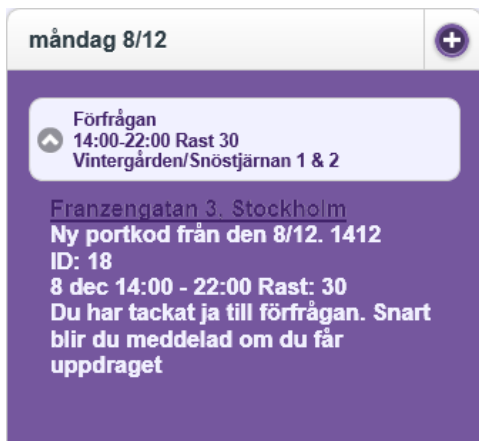 måndag 8/12
Förfrågan
14:00-22:00 Rast 30
Vintergården/Snöstjärnan 1 & 2
Franzengatan 3. Stockholm
Ny portkod från den 8/12. 1412
ID: 18
8 dec 14:00 - 22:00 Rast: 30
Du har tackat ja till förfrågan. Snart
blir du meddelad om du får
uppdraget